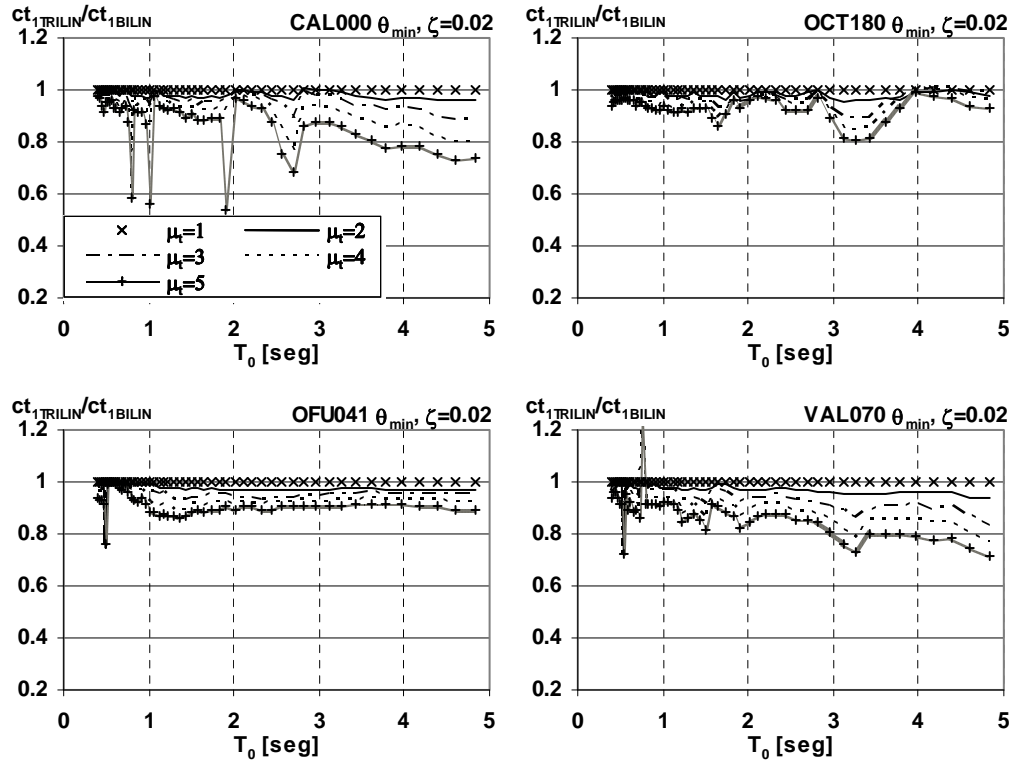 ct1TRILIN/ct1BILIN
CAL000 θmin, ζ=0.02
1.2
1
0.8
0.6
0.4
0.2
μt=1
μt=2
μt=3
μt=4
μt=5
0 1 2 3 4 5
T0 [seg]
ct1TRILIN/ct1BILIN
OCT180 θmin, ζ=0.02
1.2
1
0.8
0.6
0.4
0.2
0 1 2 3 4 5
T0 [seg]
ct1TRILIN/ct1BILIN
OFU041 θmin, ζ=0.02
1.2
1
0.8
0.6
0.4
0.2
0 1 2 3 4 5
T0 [seg]
ct1TRILIN/ct1BILIN
VAL070 θmin, ζ=0.02
1.2
1
0.8
0.6
0.4
0.2
0 1 2 3 4 5
T0 [seg]